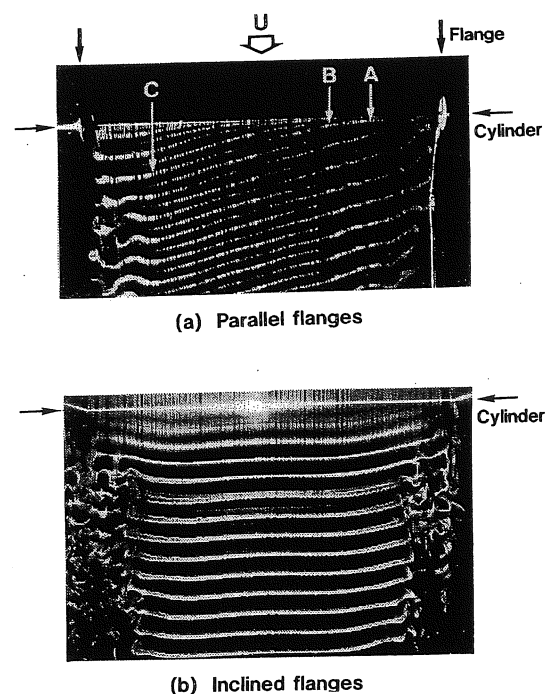 U
Flange
C
B
A
Cylinder
(a) Parallel flanges
Cylinder
(b) Inclined flanges